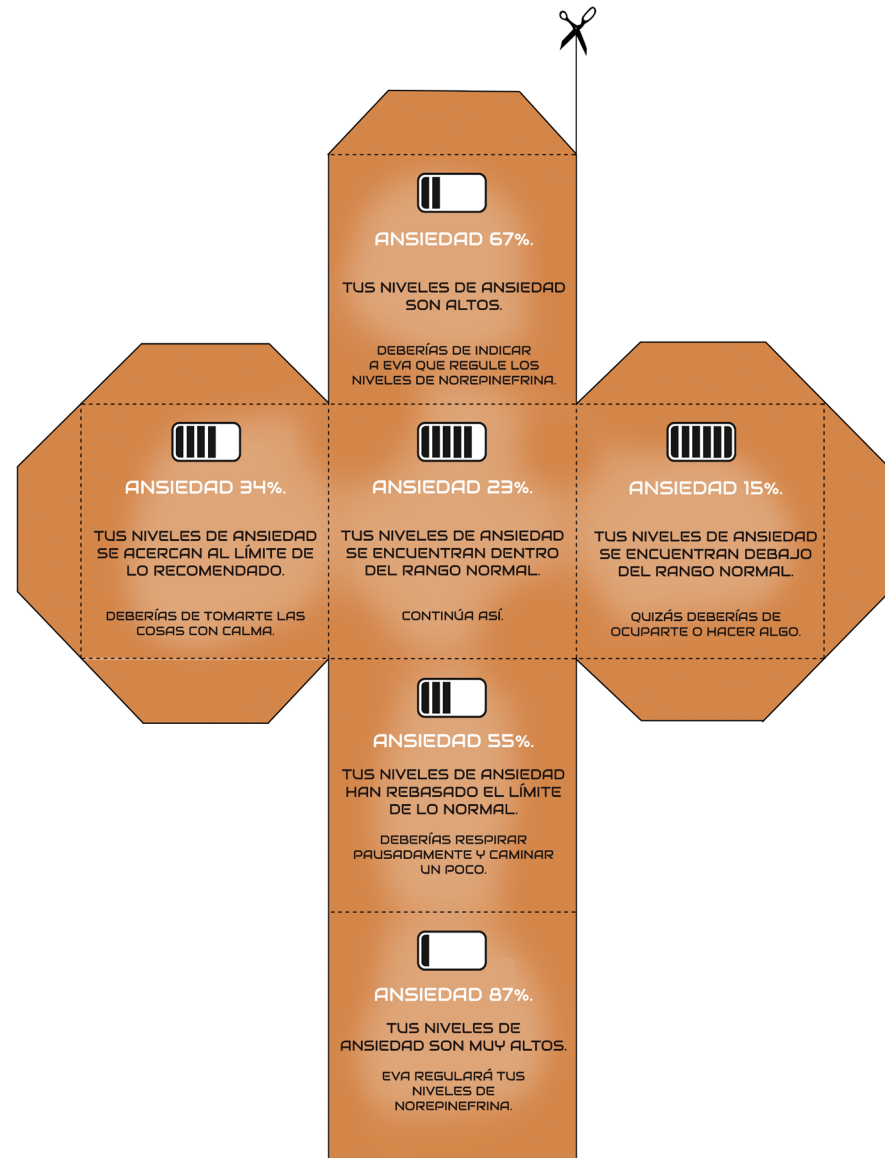 ANSIEDAD 67%.
TUS NIVELES DE ANSIEDAD
SON ALTOS.
DEBERÍAS DE INDICAR
A EVA QUE REGULE LOS
NIVELES DE NOREPINEFRINA.
ANSIEDAD 34%.
TUS NIVELES DE ANSIEDAD
SE ACERCAN AL LÍMITE DE
LO RECOMENDADO.
DEBERÍAS DE TOMARTE LAS
COSAS CON CALMA.
ANSIEDAD 23%.
TUS NIVELES DE ANSIEDAD
SE ENCUENTRAN DENTRO
DEL RANGO NORMAL.
CONTINÚA ASÍ.
ANSIEDAD 15%.
TUS NIVELES DE ANSIEDAD
SE ENCUENTRAN DEBAJO
DEL RANGO NORMAL.
QUIZÁS DEBERÍAS DE
OCUPARTE O HACER ALGO.
ANSIEDAD 55%.
TUS NIVELES DE ANSIEDAD
HAN REBASADO EL LÍMITE
DE LO NORMAL.
DEBERÍAS RESPIRAR
PAUSADAMENTE Y CAMINAR
UN POCO.
ANSIEDAD 87%.
TUS NIVELES DE
ANSIEDAD SON MUY ALTOS.
EVA REGULARÁ TUS
NIVELES DE
NOREPINEFRINA.